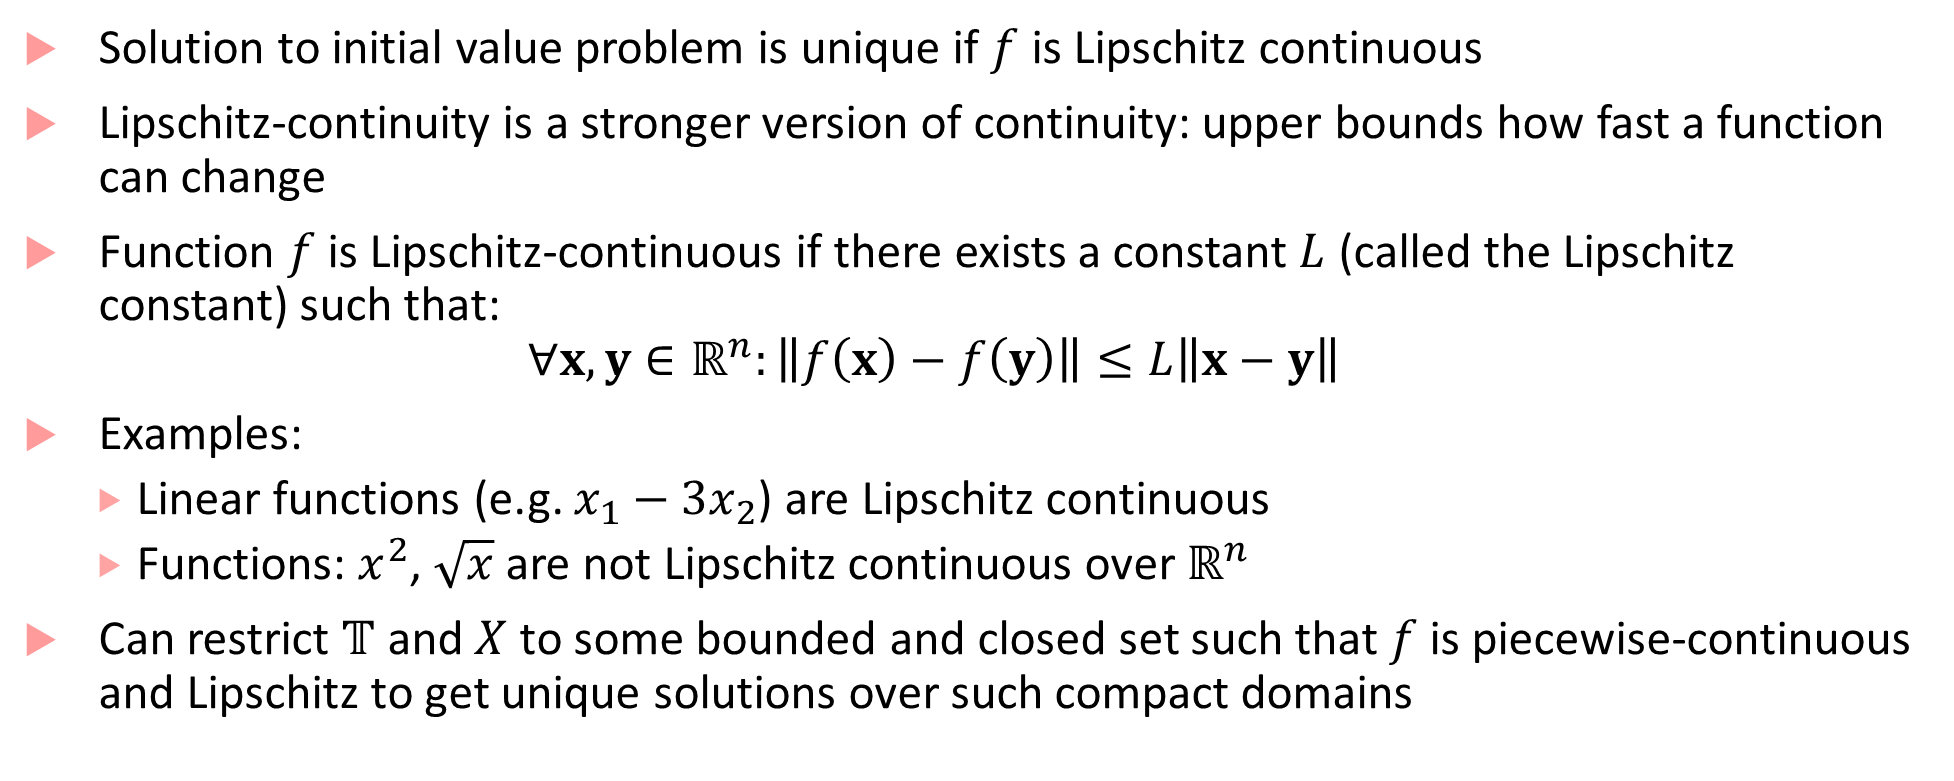 Solution to initial value problem is unique if 𝑓 is Lipschitz continuous
Lipschitz-continuity is a stronger version of continuity: upper bounds how fast a function
can change
Function 𝑓 is Lipschitz-continuous if there exists a constant 𝐿 (called the Lipschitz
constant) such that:
∀𝐱, 𝐲 ∈ ℝⁿ: ‖𝑓(𝐱) − 𝑓(𝐲)‖ ≤ 𝐿‖𝐱 − 𝐲‖
Examples:
Linear functions (e.g. 𝑥₁ − 3𝑥₂) are Lipschitz continuous
Functions: 𝑥², √𝑥 are not Lipschitz continuous over ℝⁿ
Can restrict 𝕋 and 𝑋 to some bounded and closed set such that 𝑓 is piecewise-continuous
and Lipschitz to get unique solutions over such compact domains